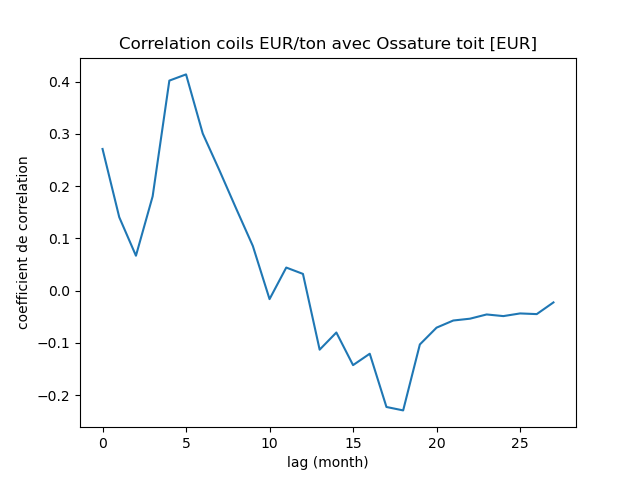 Correlation coils EUR/ton avec Ossature toit [EUR]
coefficient de correlation
0.4
0.3
0.2
0.1
0.0
−0.1
−0.2
0 5 10 15 20 25
lag (month)